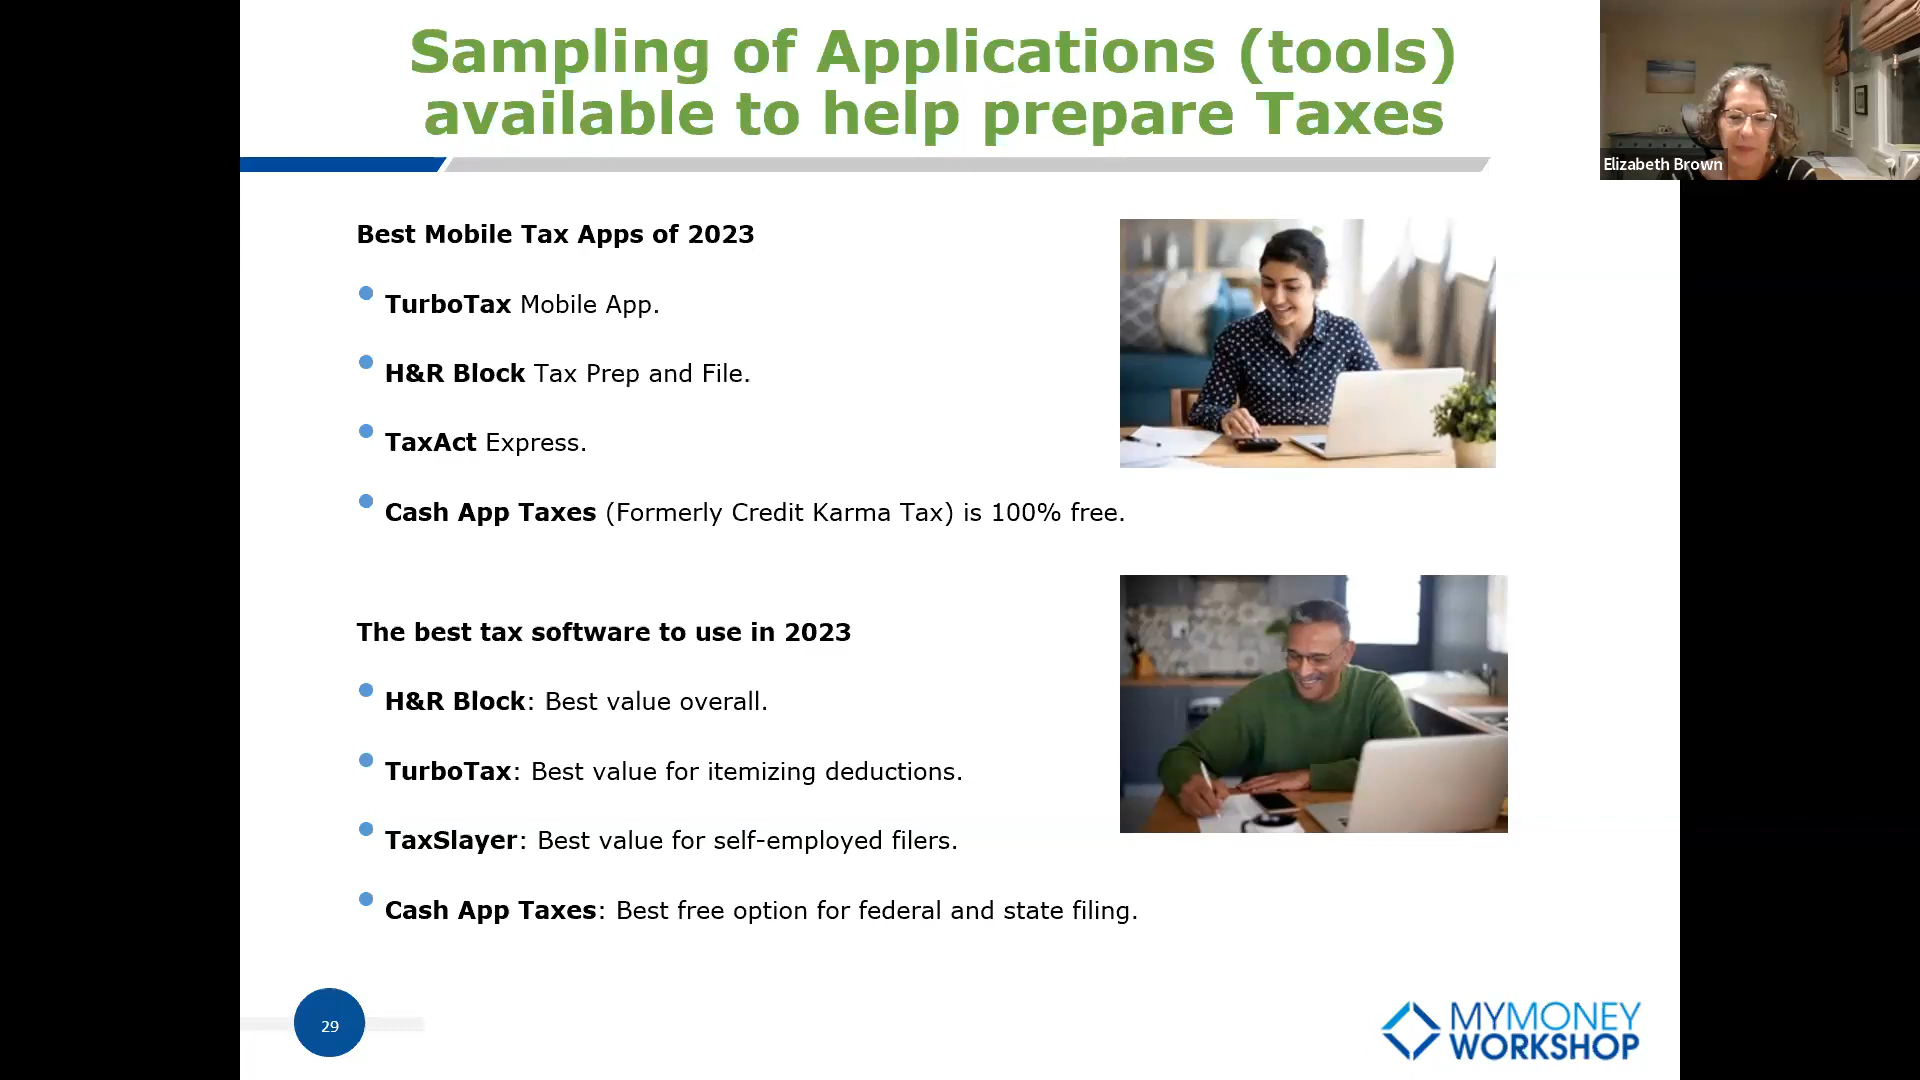 Sampling of Applications (tools)
available to help prepare Taxes
Elizabeth Brown
Best Mobile Tax Apps of 2023
TurboTax Mobile App.
H&R Block Tax Prep and File.
TaxAct Express.
Cash App Taxes (Formerly Credit Karma Tax) is 100% free.
The best tax software to use in 2023
H&R Block: Best value overall.
TurboTax: Best value for itemizing deductions.
TaxSlayer: Best value for self-employed filers.
Cash App Taxes: Best free option for federal and state filing.
29
MYMONEY
WORKSHOP